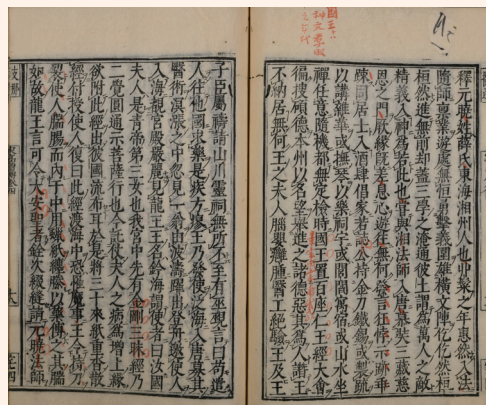 釋元曉姓薛氏東海湘州人也丱䰂之年惠然入法
隨師稟業遊處無恒勇擊義圍雄橫文陣仡仡然桓
桓然進無前却蓋三學之淹通彼土謂為萬人之敵
精義入神為若此也嘗與湘法師入唐慕奘三藏慈
恩之門厥緣既差息心遊往無何發言狂悖示跡乖
疎同居士入酒肆倡家若誌公持金刀鐵錫或製疏
以講雜華或撫琴以樂祠宇或閭閻寓宿或山水坐
禪任意隨機都無定檢時國王置百座仁王經大會
徧搜碩德本州以名望舉進之諸德惡其為人譖王
不納居無何王之夫人腦嬰癰腫醫工絕驗王及王
子臣屬禱請山川靈祠無所不至有巫覡言曰苟遣
人往他國求藥是疾方瘳王乃發使泛海入唐募其
醫術溟漲之中忽見一翁由波濤躍出登舟邀使人
入海覩宮殿嚴麗見龍王王名鈐海謂使者曰汝國
夫人是青帝第三女也我宮中先有金剛三昧經乃
二覺圓通示菩薩行也今託仗夫人之病為增上緣
欲附此經出彼國流布耳於是將三十來紙重沓散
經付授使人復曰此經渡海中恐罹魔事王令持刀
裂使人腨腸而內于中用蠟紙纏縢以藥傅之其腨
如故龍王言可令大安聖者銓次綴縫請元曉法師